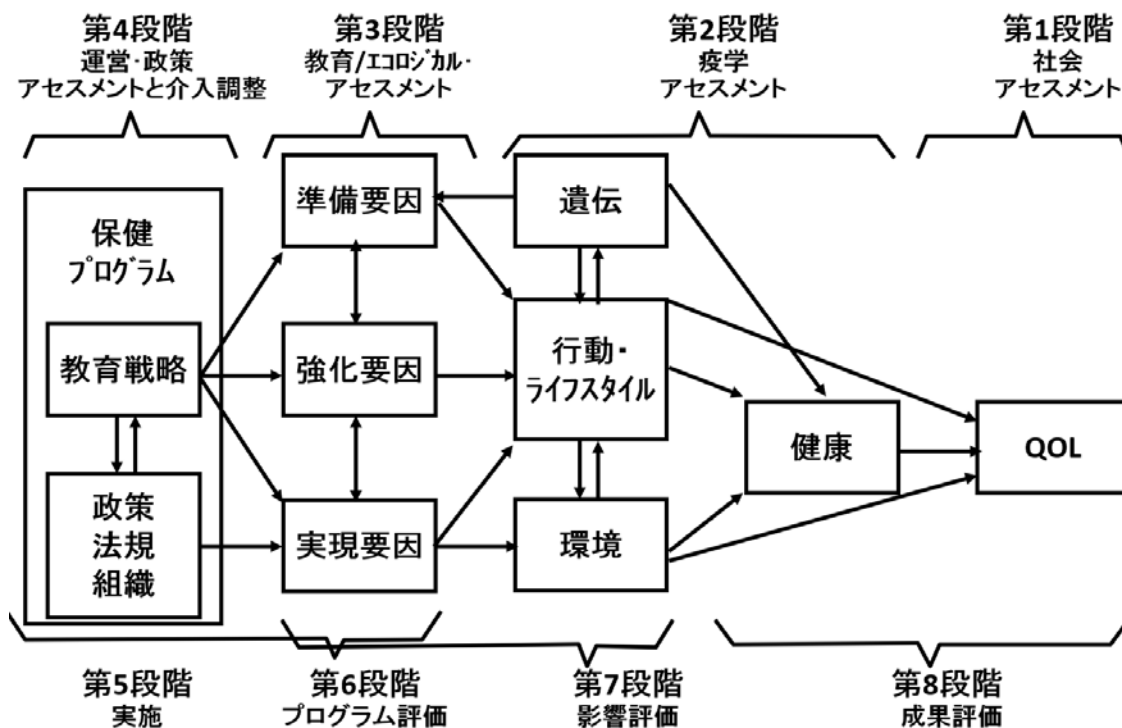 第4段階
運営・政策
アセスメントと介入調整
第3段階
教育/ｴｺﾛｼﾞｶﾙ・
アセスメント
第2段階
疫学
アセスメント
第1段階
社会
アセスメント
保健
ﾌﾟﾛｸﾞﾗﾑ
教育戦略
政策
法規
組織
準備要因
強化要因
実現要因
遺伝
行動・
ﾗｲﾌｽﾀｲﾙ
環境
健康
QOL
第5段階
実施
第6段階
プログラム評価
第7段階
影響評価
第8段階
成果評価